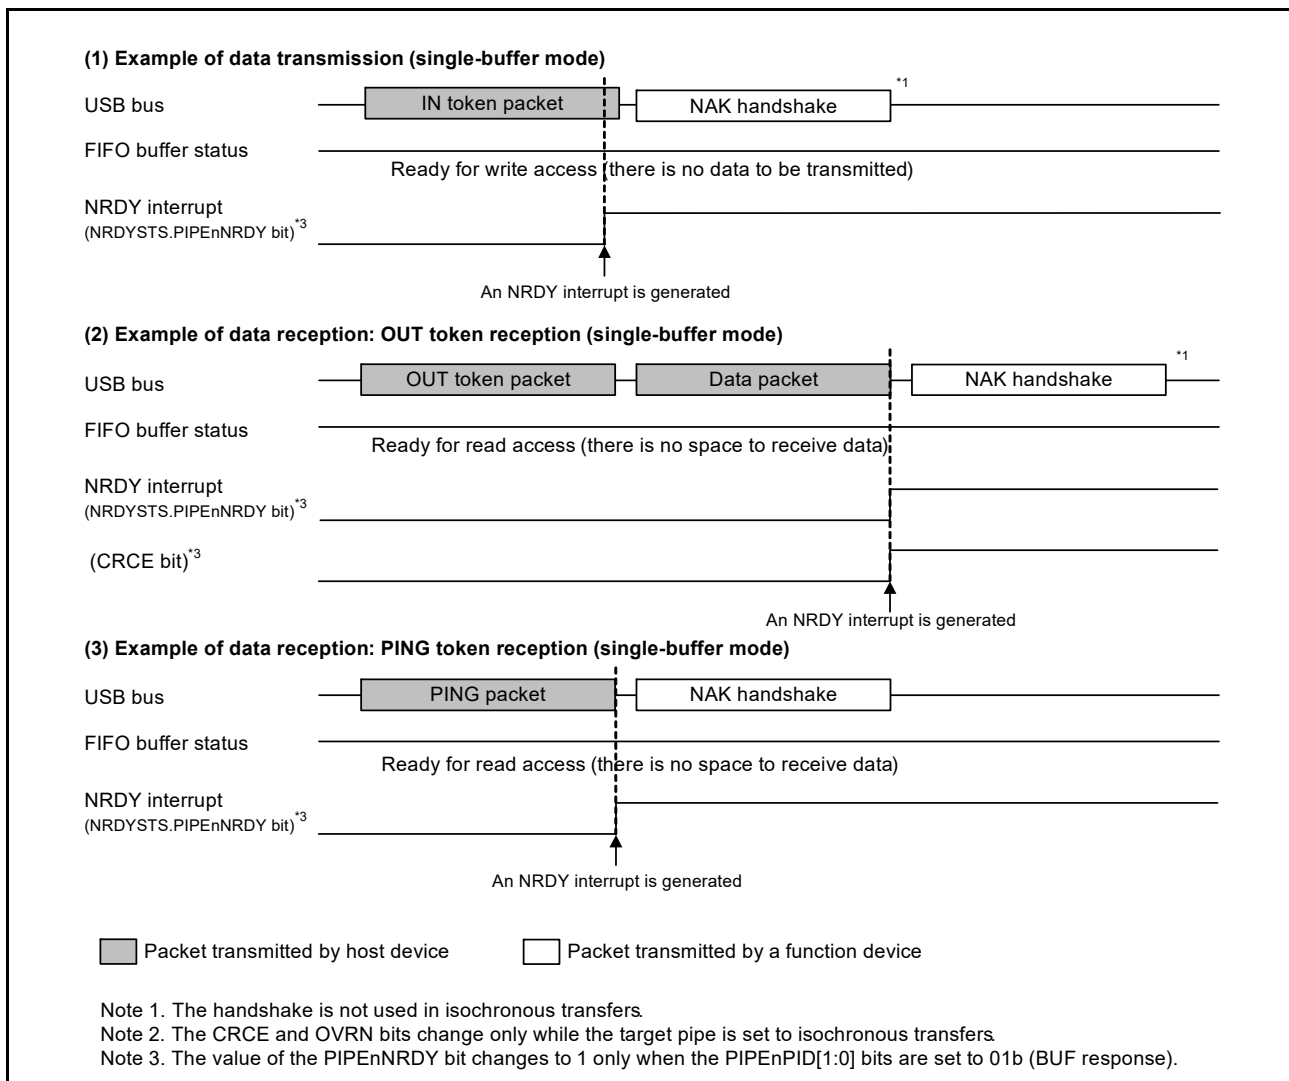 (1) Example of data transmission (single-buffer mode)
USB bus
IN token packet
NAK handshake
*1
FIFO buffer status
Ready for write access (there is no data to be transmitted)
NRDY interrupt
(NRDYSTS.PIPEnNRDY bit)*3
An NRDY interrupt is generated
(2) Example of data reception: OUT token reception (single-buffer mode)
USB bus
OUT token packet
Data packet
NAK handshake
*1
FIFO buffer status
Ready for read access (there is no space to receive data)
NRDY interrupt
(NRDYSTS.PIPEnNRDY bit)*3
(CRCE bit)*3
An NRDY interrupt is generated
(3) Example of data reception: PING token reception (single-buffer mode)
USB bus
PING packet
NAK handshake
FIFO buffer status
Ready for read access (there is no space to receive data)
NRDY interrupt
(NRDYSTS.PIPEnNRDY bit)*3
An NRDY interrupt is generated
Packet transmitted by host device
Packet transmitted by a function device
Note 1. The handshake is not used in isochronous transfers.
Note 2. The CRCE and OVRN bits change only while the target pipe is set to isochronous transfers.
Note 3. The value of the PIPEnNRDY bit changes to 1 only when the PIPEnPID[1:0] bits are set to 01b (BUF response).